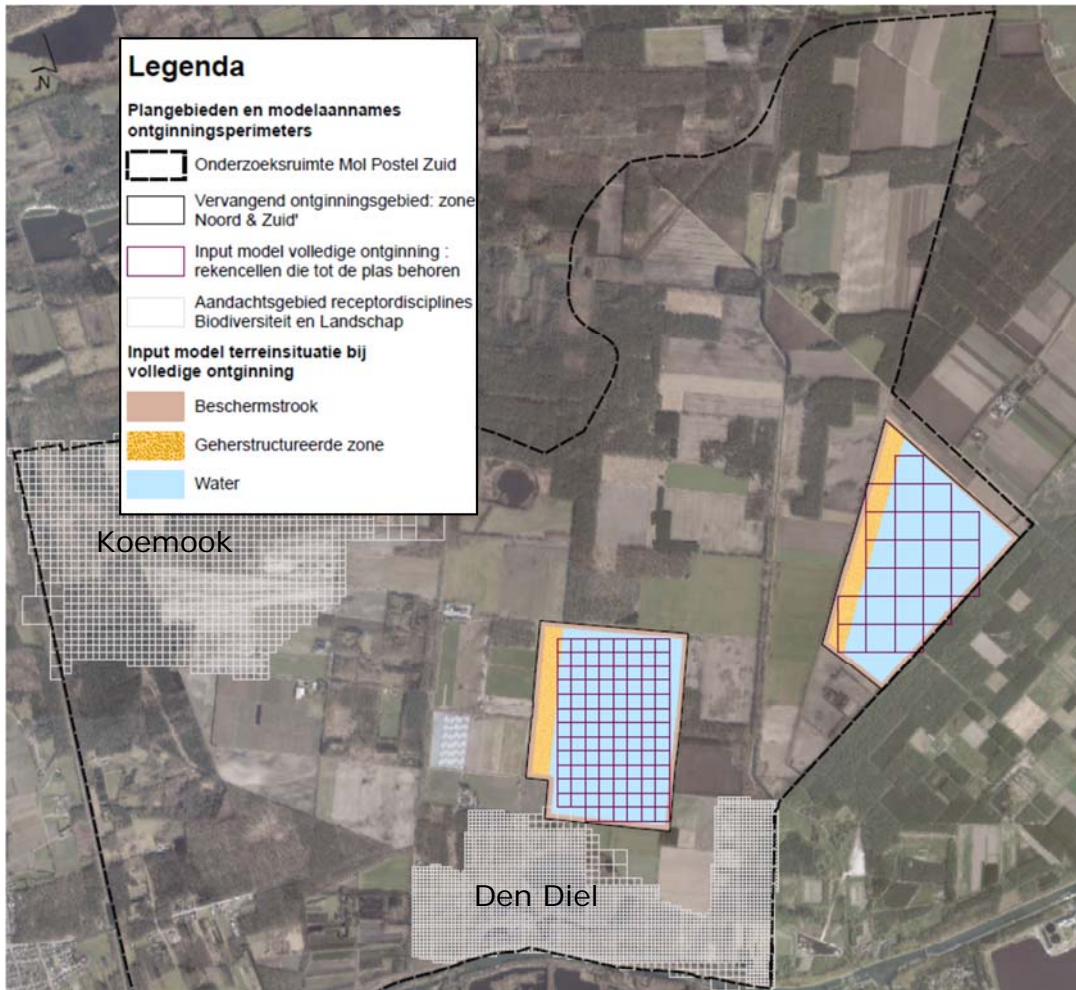 N
Legenda
Plangebieden en modelaannames
ontginningsperimeters
Onderzoeksruimte Mol Postel Zuid
Vervangend ontginningsgebied: zone
Noord & Zuid'
Input model volledige ontginning :
rekencellen die tot de plas behoren
Aandachtsgebied receptordisciplines
Biodiversiteit en Landschap
Input model terreinsituatie bij
volledige ontginning
Beschermstrook
Geherstructureerde zone
Water
Koemook
Den Diel